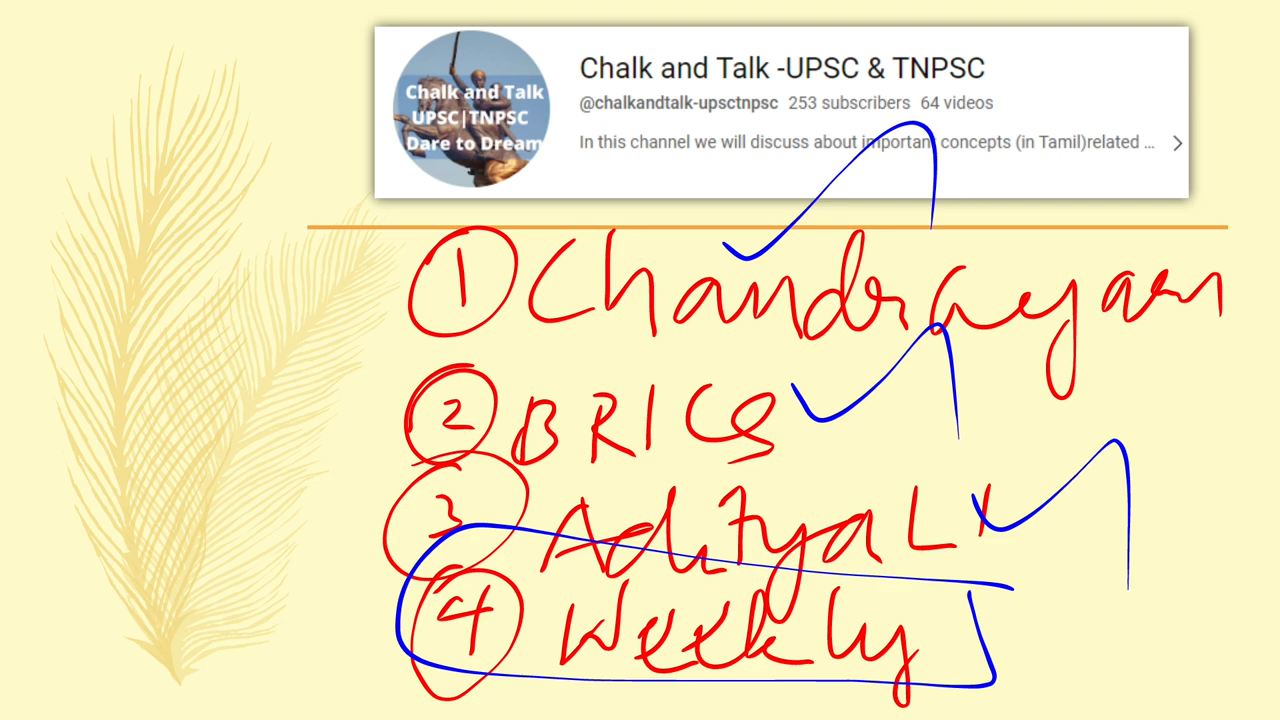 Chalk and Talk
UPSC|TNPSC
Dare to Dream
Chalk and Talk -UPSC & TNPSC
@chalkandtalk-upsctnpsc 253 subscribers 64 videos
In this channel we will discuss about important concepts (in Tamil)related ...
1 Chandrayaan
2 BRICS
3 Aditya L1
4 Weekly